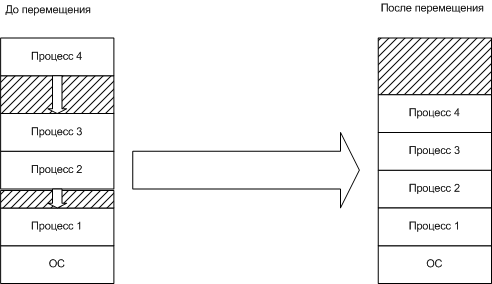 До перемещения
Процесс 4
Процесс 3
Процесс 2
Процесс 1
ОС
После перемещения
Процесс 4
Процесс 3
Процесс 2
Процесс 1
ОС